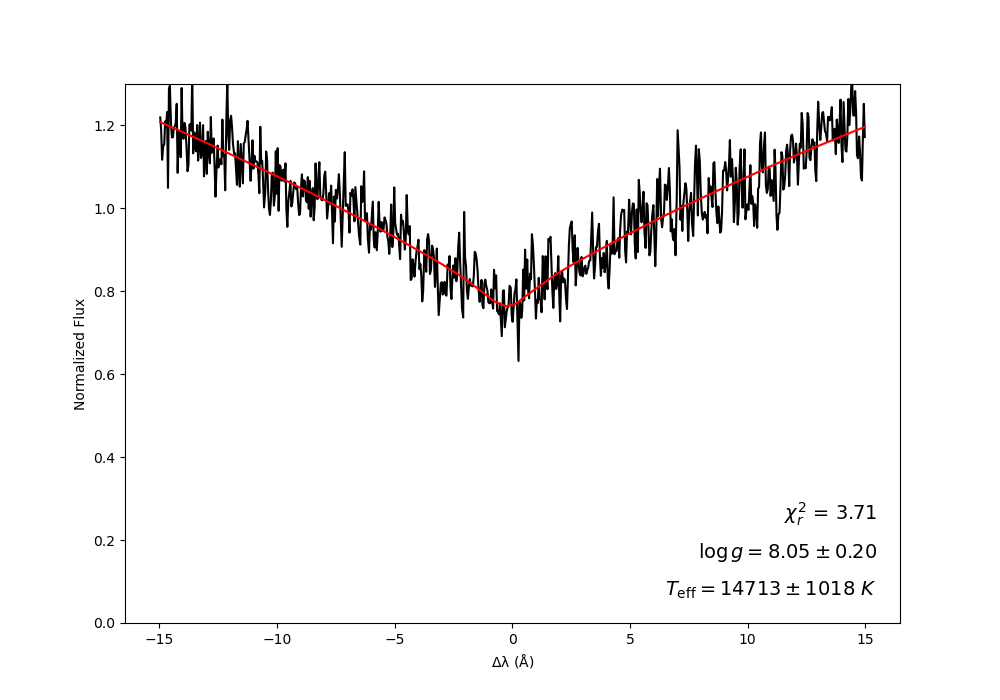 1.2
1.0
0.8
0.6
0.4
0.2
0.0
Normalized Flux
χ²ᵣ = 3.71
log g = 8.05 ± 0.20
T_eff = 14713 ± 1018 K
−15 −10 −5 0 5 10 15
Δλ (Å)